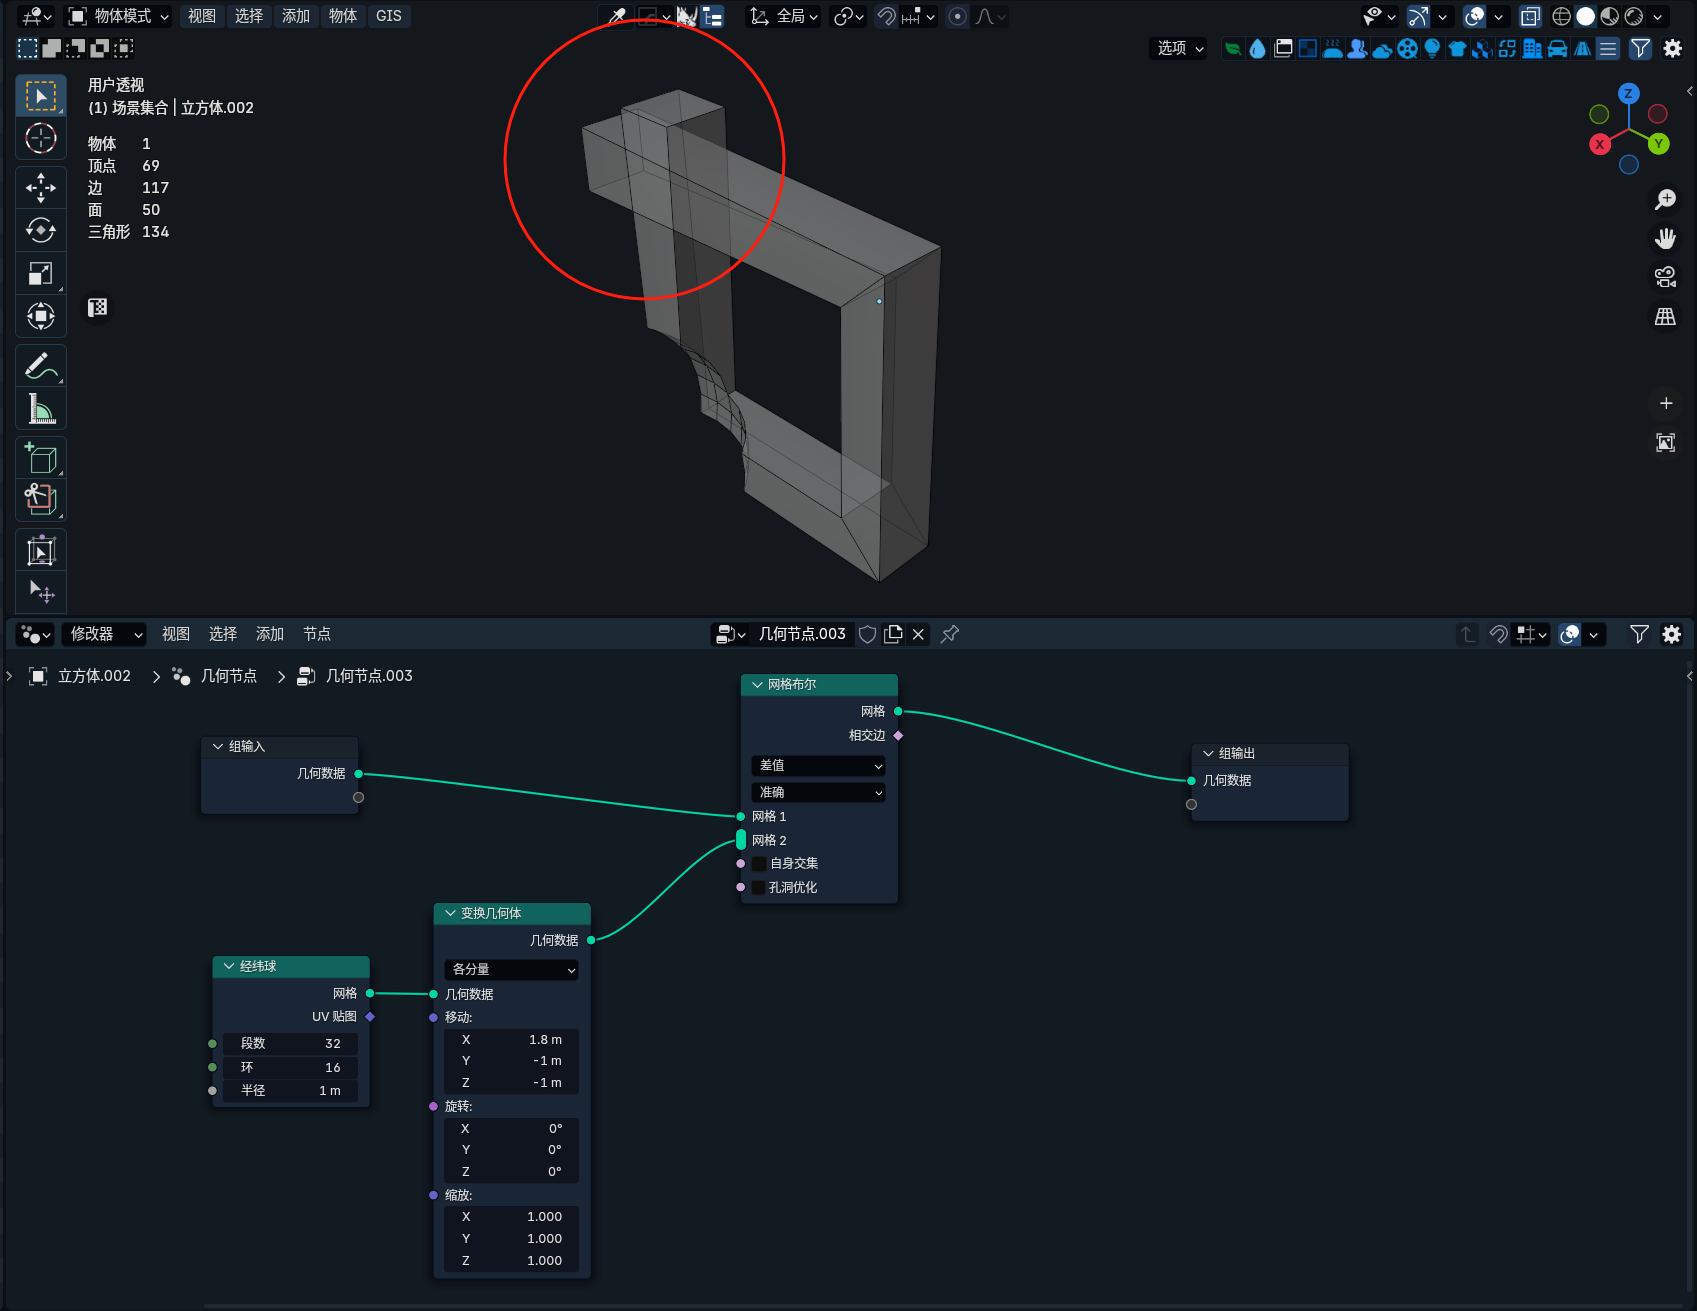 物体模式 视图 选择 添加 物体 GIS 全局
选项
用户透视
(1) 场景集合 | 立方体.002
物体 1
顶点 69
边 117
面 50
三角形 134
Z
X
Y
修改器 视图 选择 添加 节点 几何节点.003
立方体.002 几何节点 几何节点.003
网格布尔
网格
相交边
差值
准确
网格 1
网格 2
自身交集
孔洞优化
组输入
几何数据
组输出
几何数据
变换几何体
几何数据
各分量
几何数据
移动:
X 1.8 m
Y -1 m
Z -1 m
旋转:
X 0°
Y 0°
Z 0°
缩放:
X 1.000
Y 1.000
Z 1.000
经纬球
网格
UV 贴图
段数 32
环 16
半径 1 m